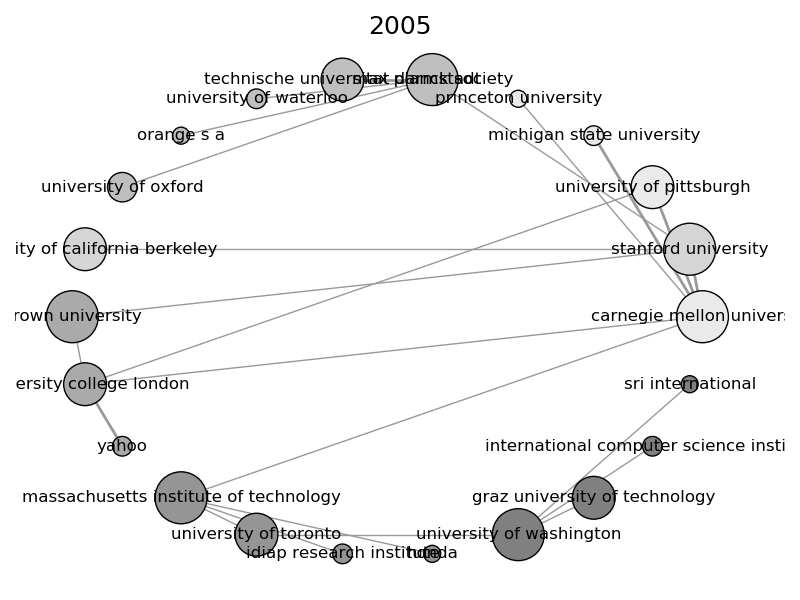 2005
technische universitat darmstadt
max planck society
university of waterloo
princeton university
orange s a
michigan state university
university of oxford
university of pittsburgh
ity of california berkeley
stanford university
rown university
carnegie mellon univers
ersity college london
sri international
yahoo
international computer science insti
massachusetts institute of technology
graz university of technology
university of toronto
university of washington
idiap research institute